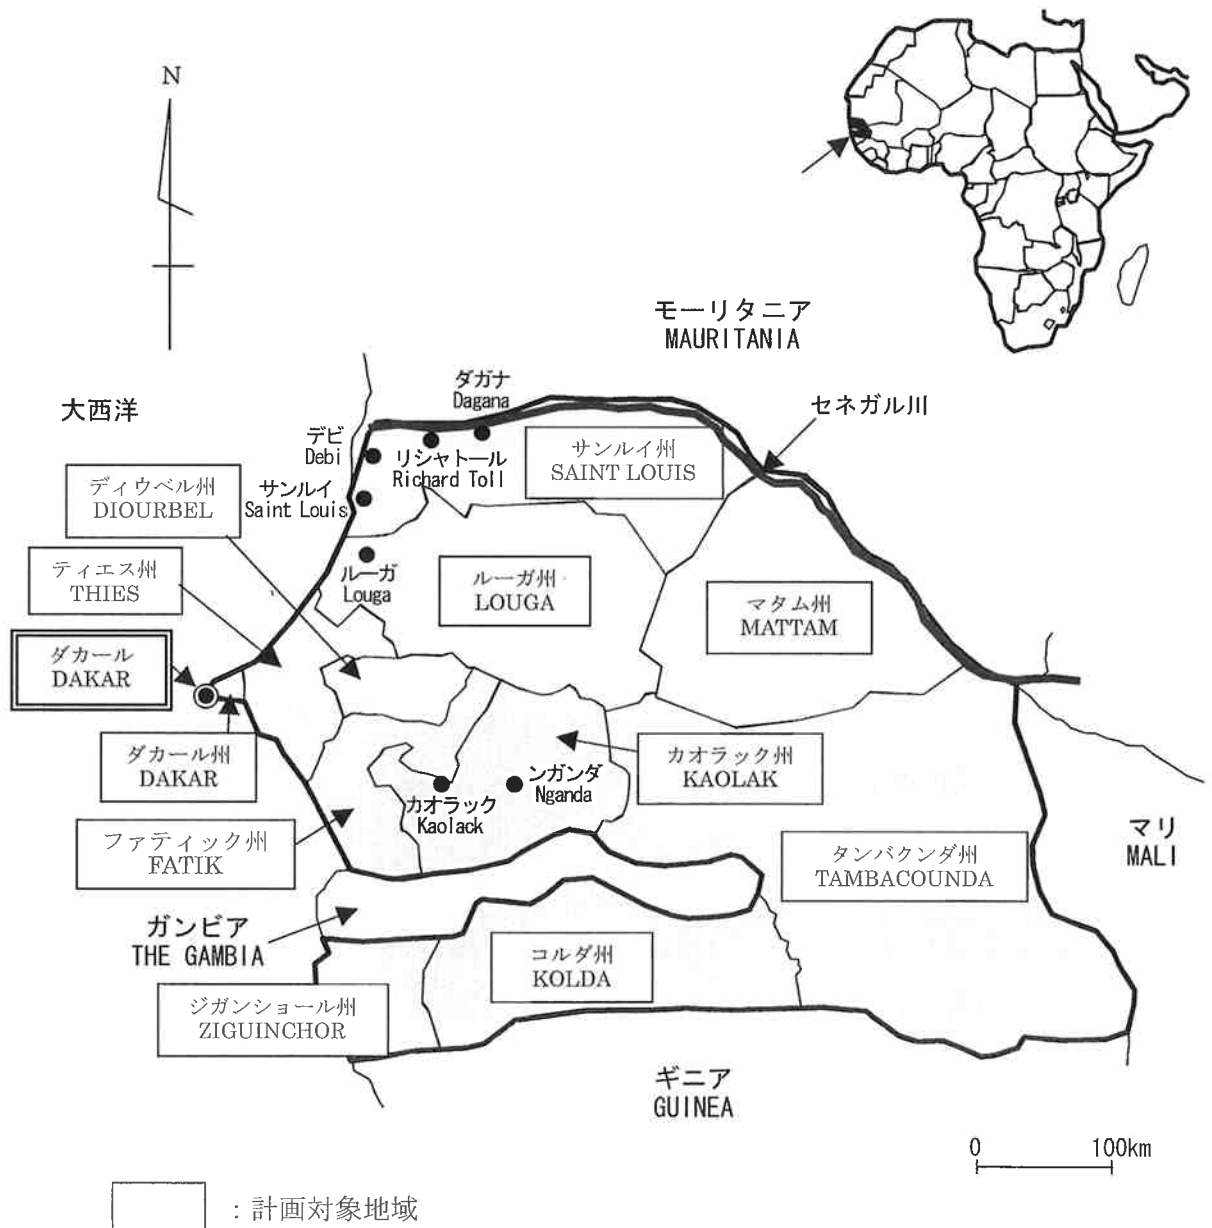 N
モーリタニア
MAURITANIA
大西洋
ダガナ
Dagana
セネガル川
デビ
Debi
リシャトール
Richard Toll
サンルイ州
SAINT LOUIS
ディウベル州
DIOURBEL
サンルイ
Saint Louis
ティエス州
THIES
ルーガ
Louga
ルーガ州
LOUGA
マタム州
MATTAM
ダカール
DAKAR
ダカール州
DAKAR
カオラック州
KAOLAK
ンガンダ
Nganda
カオラック
Kaolack
ファティック州
FATIK
マリ
MALI
タンバクンダ州
TAMBACOUNDA
ガンビア
THE GAMBIA
コルダ州
KOLDA
ジガンショール州
ZIGUINCHOR
ギニア
GUINEA
0 100km
：計画対象地域